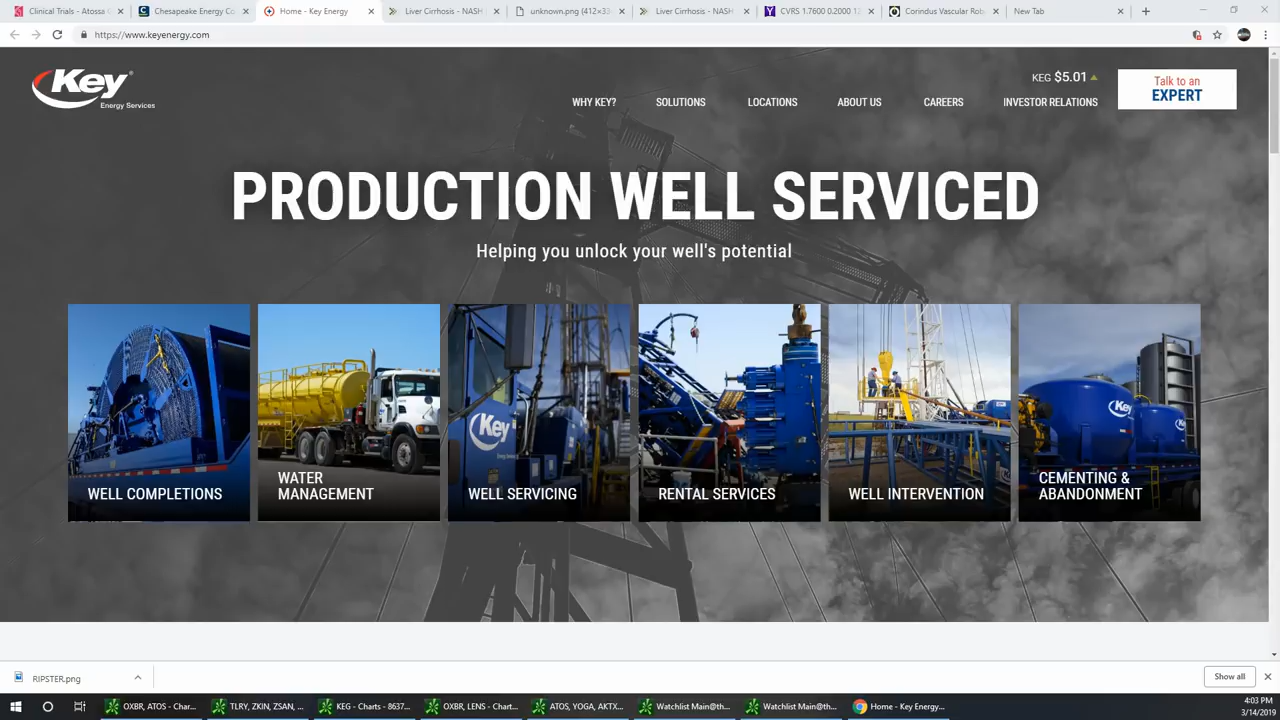 Clinical Trials - Atossa G
Chesapeake Energy Co
Home - Key Energy
Liver Cirrhosis - NASH
unknown.png (412×33
Liver Cirrhosis - NASH
CVRS 1.7600 0.2000 12
Corindus Vascular Rob
New Tab
https://www.keyenergy.com
Key
Energy Services
KEG $5.01
Talk to an
EXPERT
WHY KEY?
SOLUTIONS
LOCATIONS
ABOUT US
CAREERS
INVESTOR RELATIONS
PRODUCTION WELL SERVICED
Helping you unlock your well's potential
Key
Key
WELL COMPLETIONS
WATER
MANAGEMENT
WELL SERVICING
RENTAL SERVICES
WELL INTERVENTION
CEMENTING &
ABANDONMENT
RIPSTER.png
Show all
OXBR, ATOS - Char...
TLRY, ZKIN, ZSAN, ...
KEG - Charts - 8637...
OXBR, LENS - Chart...
ATOS, YOGA, AKTX...
Watchlist Main@th...
Watchlist Main@th...
Home - Key Energy...
4:03 PM
3/14/2019